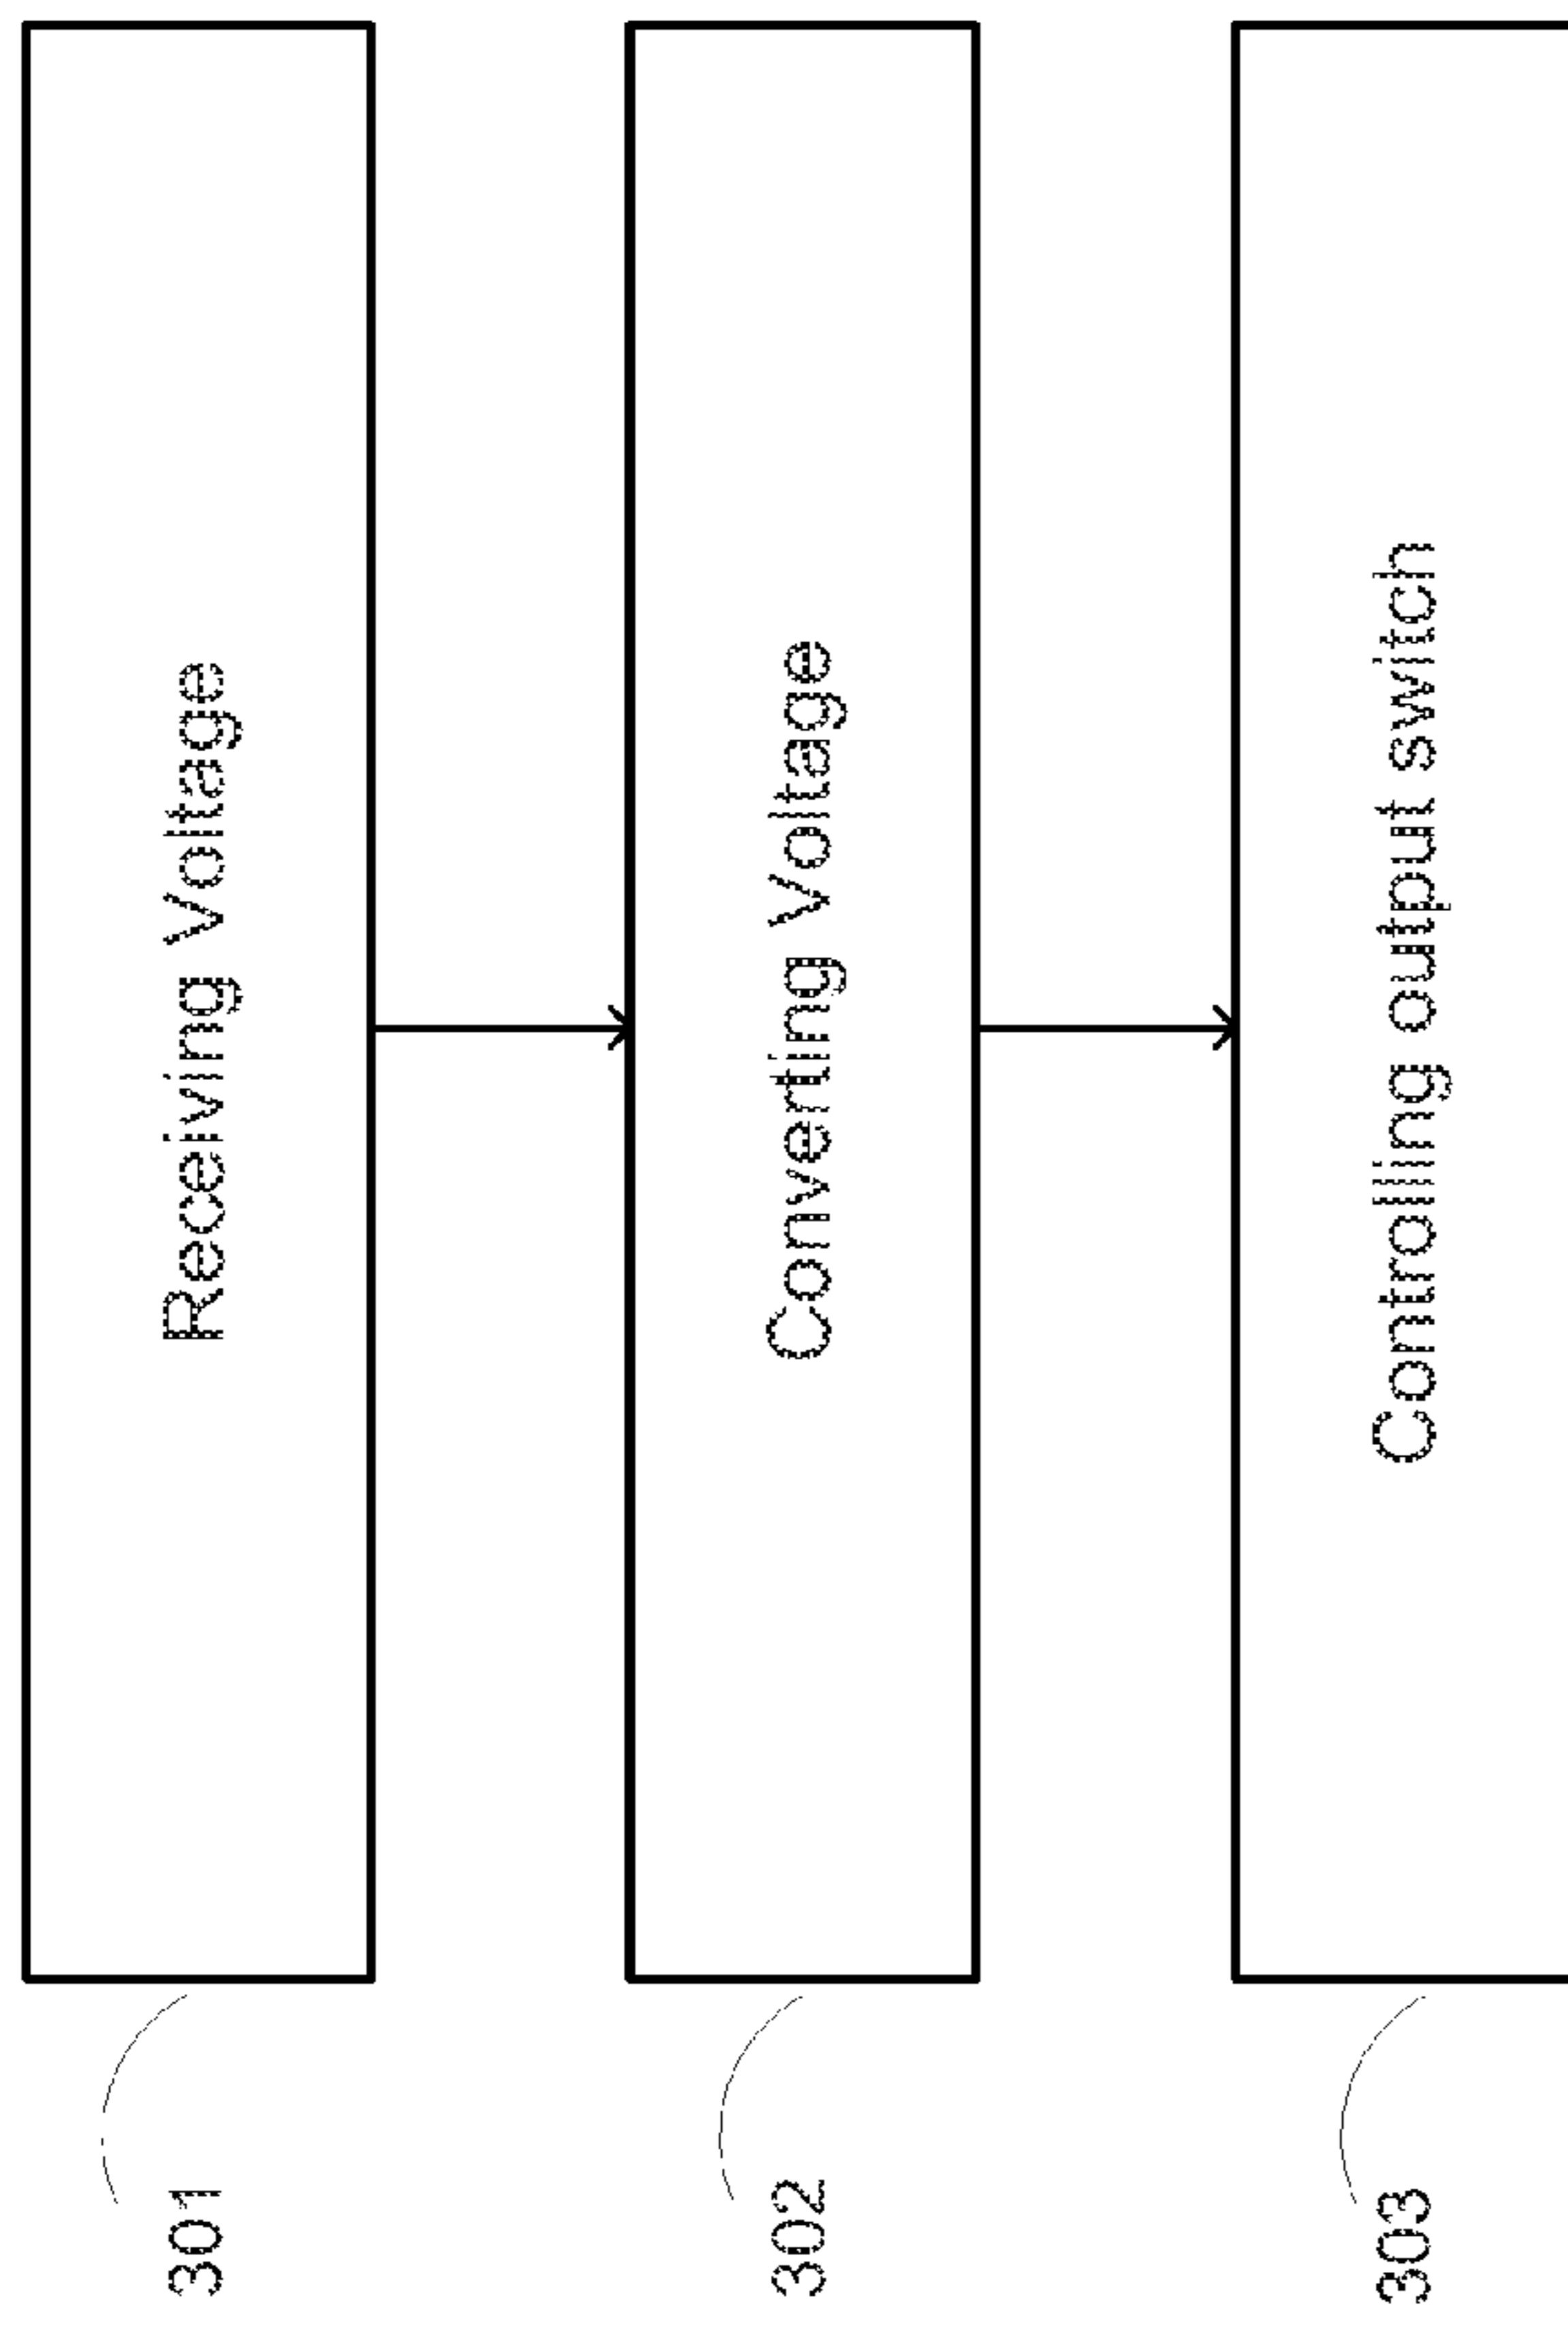 301
Receiving Voltage
302
Converting Voltage
303
Controlling output switch